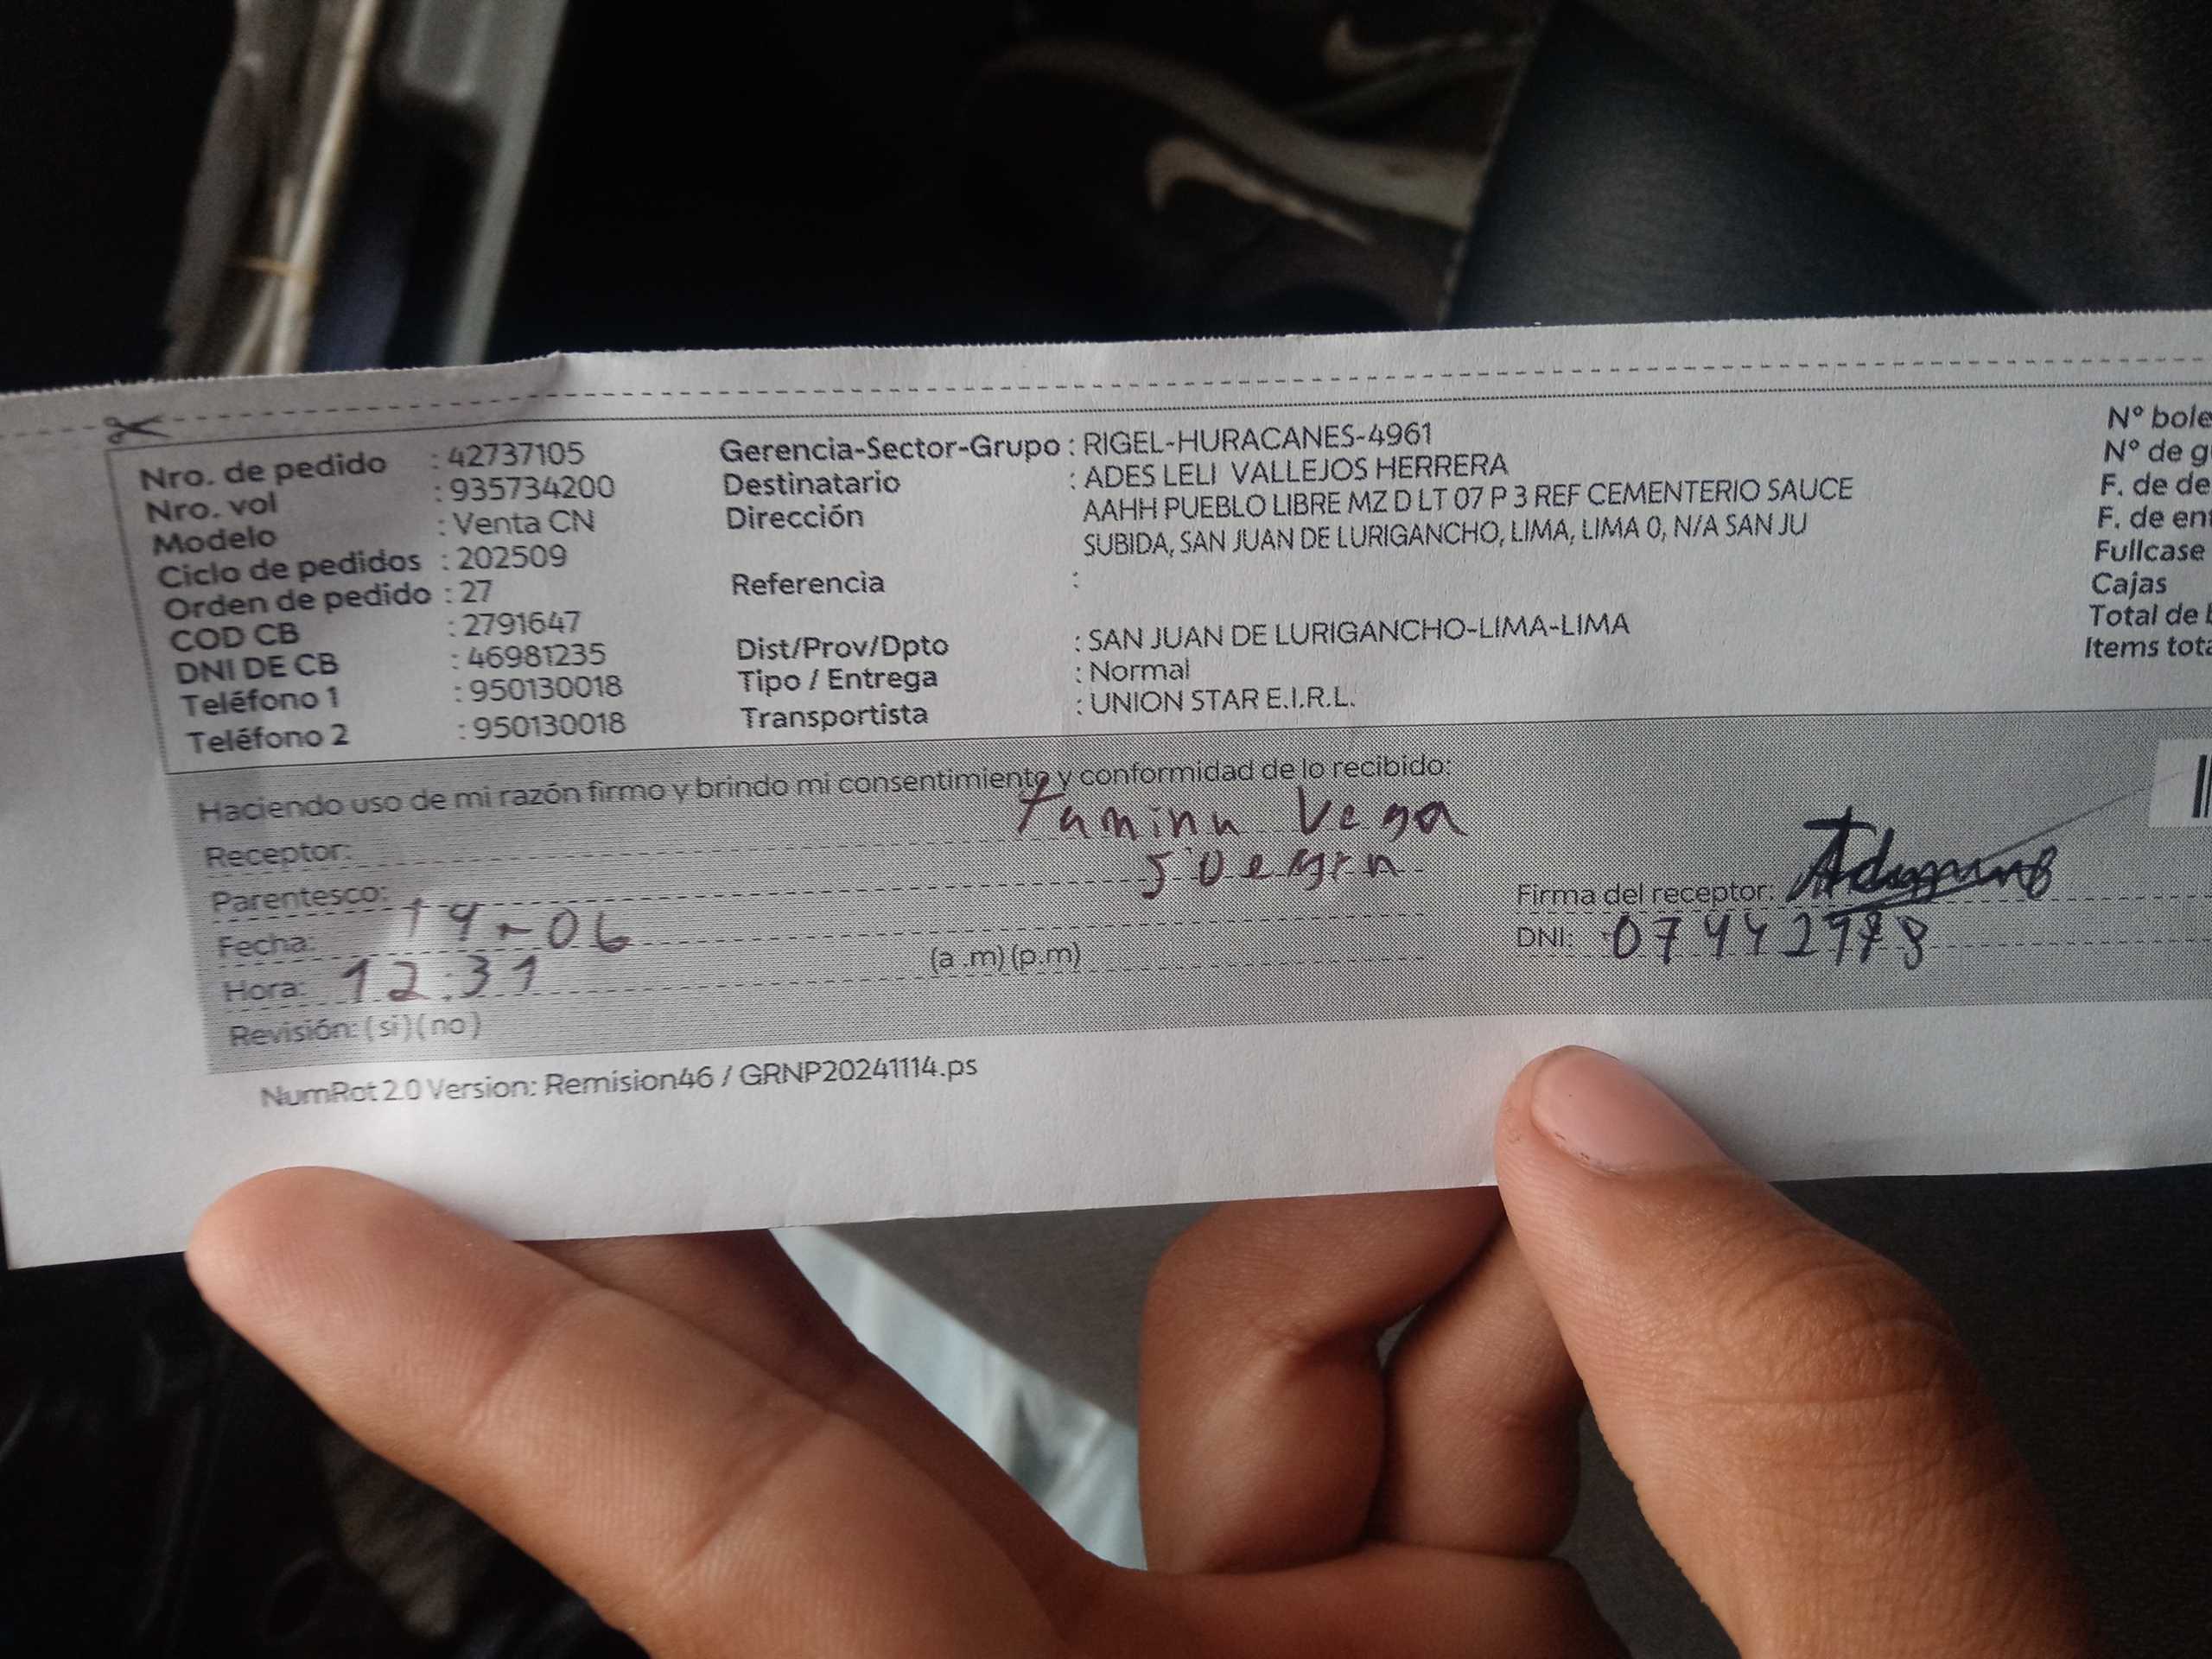 Nro. de pedido : 42737105
Nro. vol : 935734200
Modelo : Venta CN
Ciclo de pedidos : 202509
Orden de pedido : 27
COD CB : 2791647
DNI DE CB : 46981235
Teléfono 1 : 950130018
Teléfono 2 : 950130018
Gerencia-Sector-Grupo : RIGEL-HURACANES-4961
Destinatario : ADES LELI VALLEJOS HERRERA
Dirección AAHH PUEBLO LIBRE MZ D LT 07 P 3 REF CEMENTERIO SAUCE
SUBIDA, SAN JUAN DE LURIGANCHO, LIMA, LIMA 0, N/A SAN JU
Referencia :
Dist/Prov/Dpto : SAN JUAN DE LURIGANCHO-LIMA-LIMA
Tipo / Entrega : Normal
Transportista : UNION STAR E.I.R.L.
N° bole
N° de g
F. de de
F. de en
Fullcase
Cajas
Total de
Items tota
Haciendo uso de mi razón firmo y brindo mi consentimiento y conformidad de lo recibido:
Receptor: Vega
Parentesco:
Fecha: 19-06
Hora: 12:31 (a .m) (p.m)
Revisión: (si) (no)
Firma del receptor:
DNI:
NumRot 2.0 Version: Remision46 / GRNP20241114.ps